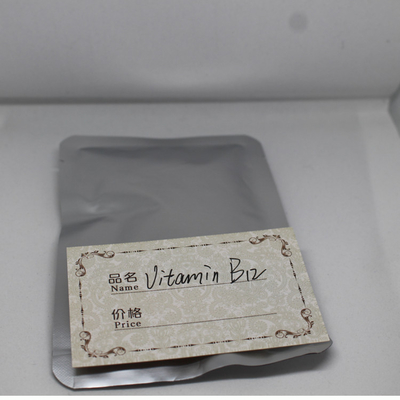 品名 Vitamin B12
Name
价格
Price